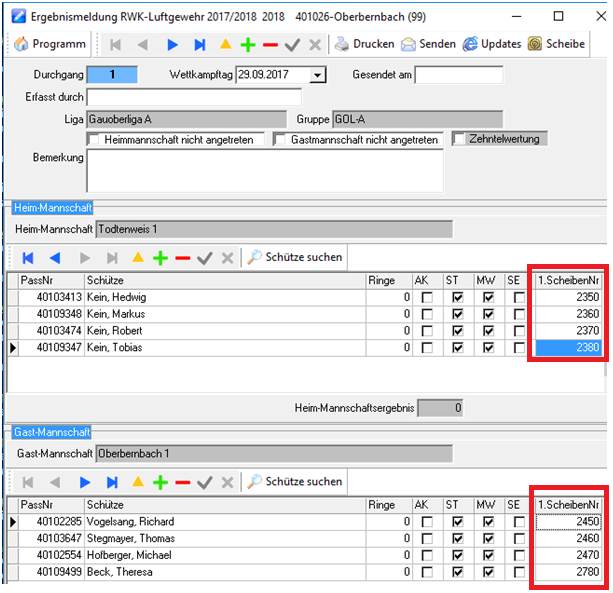 Ergebnismeldung RWK-Luftgewehr 2017/2018 2018 401026-Oberbernbach (99)
Programm Drucken Senden Updates Scheibe
Durchgang 1 Wettkampftag 29.09.2017 Gesendet am
Erfasst durch
Liga Gauoberliga A Gruppe GOL-A
Heimmannschaft nicht angetreten Gastmannschaft nicht angetreten Zehntelwertung
Bemerkung
Heim-Mannschaft
Heim-Mannschaft Todtenweis 1
Schütze suchen
PassNr Schütze Ringe AK ST MW SE 1.ScheibenNr
40103413 Kein, Hedwig 0 2350
40109348 Kein, Markus 0 2360
40103474 Kein, Robert 0 2370
40109347 Kein, Tobias 0 2380
Heim-Mannschaftsergebnis 0
Gast-Mannschaft
Gast-Mannschaft Oberbernbach 1
Schütze suchen
PassNr Schütze Ringe AK ST MW SE 1.ScheibenNr
40102285 Vogelsang, Richard 0 2450
40103647 Stegmayer, Thomas 0 2460
40102554 Hofberger, Michael 0 2470
40109499 Beck, Theresa 0 2780